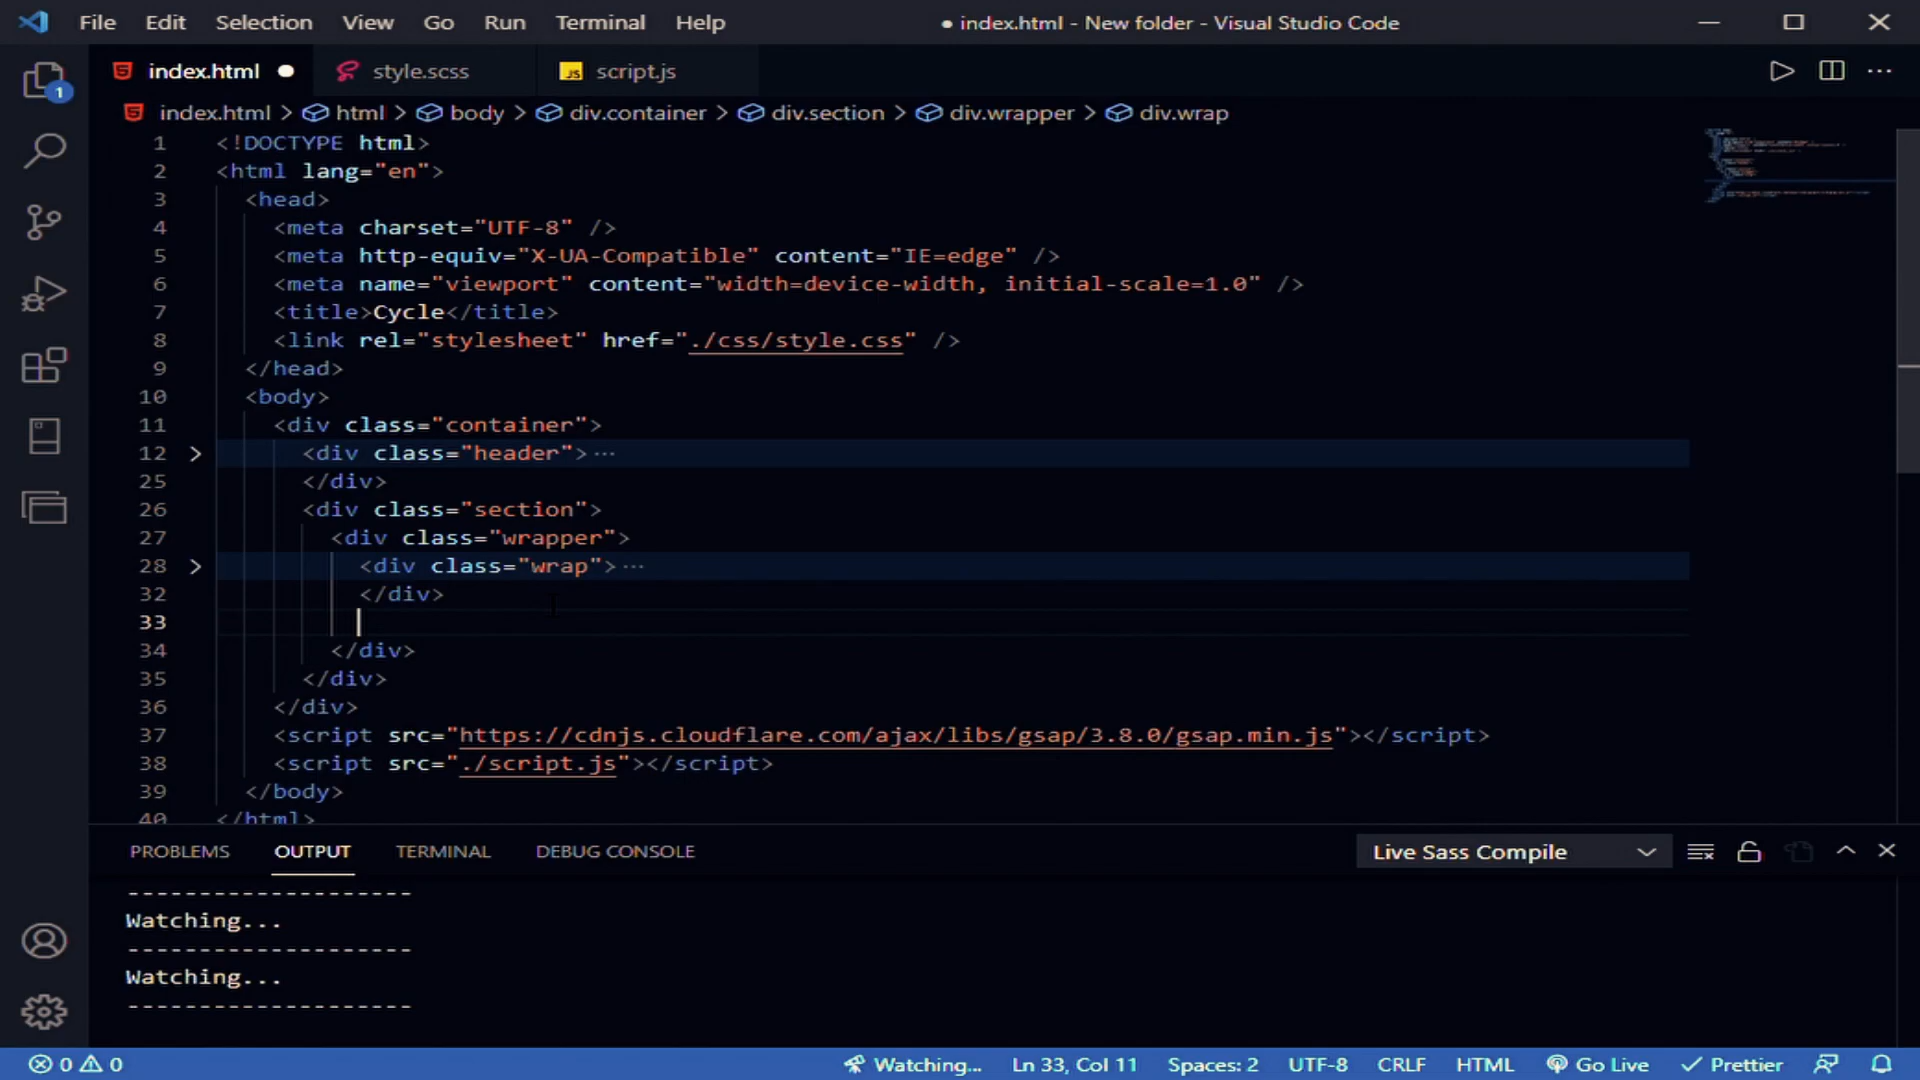 File Edit Selection View Go Run Terminal Help ● index.html - New folder - Visual Studio Code
index.html ● style.scss JS script.js
index.html > html > body > div.container > div.section > div.wrapper > div.wrap
1 <!DOCTYPE html>
2 <html lang="en">
3 <head>
4 <meta charset="UTF-8" />
5 <meta http-equiv="X-UA-Compatible" content="IE=edge" />
6 <meta name="viewport" content="width=device-width, initial-scale=1.0" />
7 <title>Cycle</title>
8 <link rel="stylesheet" href="./css/style.css" />
9 </head>
10 <body>
11 <div class="container">
12 <div class="header">···
25 </div>
26 <div class="section">
27 <div class="wrapper">
28 <div class="wrap">···
32 </div>
33
34 </div>
35 </div>
36 </div>
37 <script src="https://cdnjs.cloudflare.com/ajax/libs/gsap/3.8.0/gsap.min.js"></script>
38 <script src="./script.js"></script>
39 </body>
40 </html>
PROBLEMS OUTPUT TERMINAL DEBUG CONSOLE Live Sass Compile
--------------------
Watching...
--------------------
Watching...
--------------------
1
0 0 Watching... Ln 33, Col 11 Spaces: 2 UTF-8 CRLF HTML Go Live Prettier